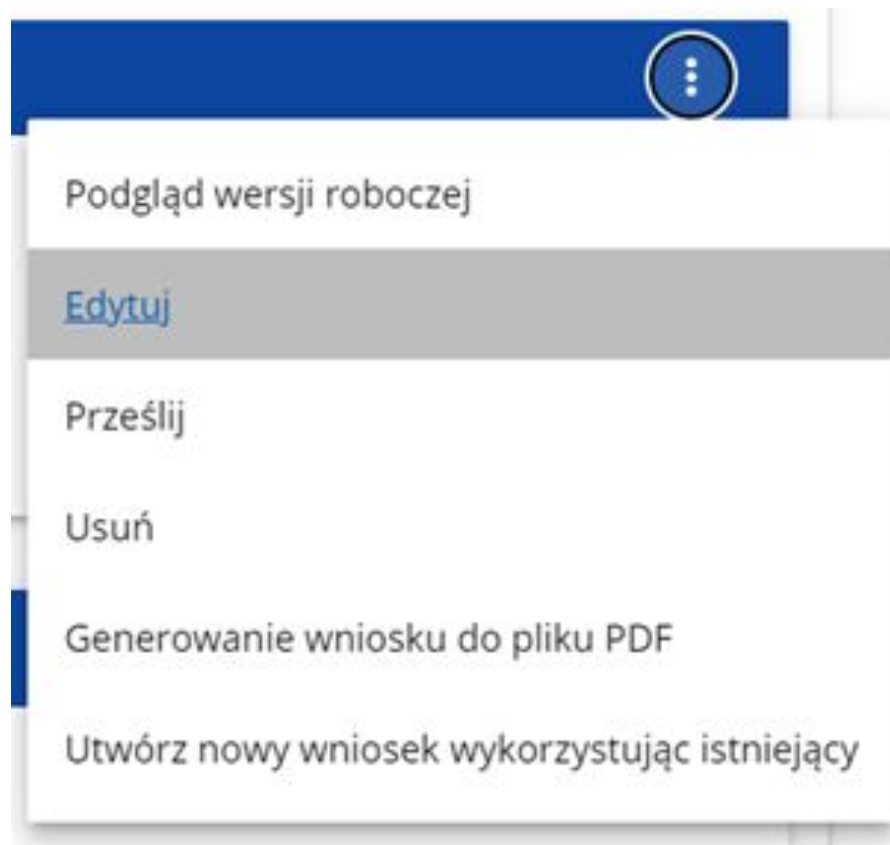 Podgląd wersji roboczej
Edytuj
Prześlij
Usuń
Generowanie wniosku do pliku PDF
Utwórz nowy wniosek wykorzystując istniejący